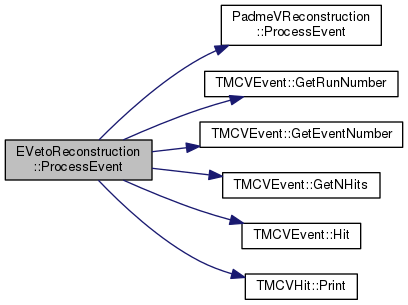 PadmeVReconstruction
::ProcessEvent
TMCVEvent::GetRunNumber
TMCVEvent::GetEventNumber
EVetoReconstruction
::ProcessEvent
TMCVEvent::GetNHits
TMCVEvent::Hit
TMCVHit::Print